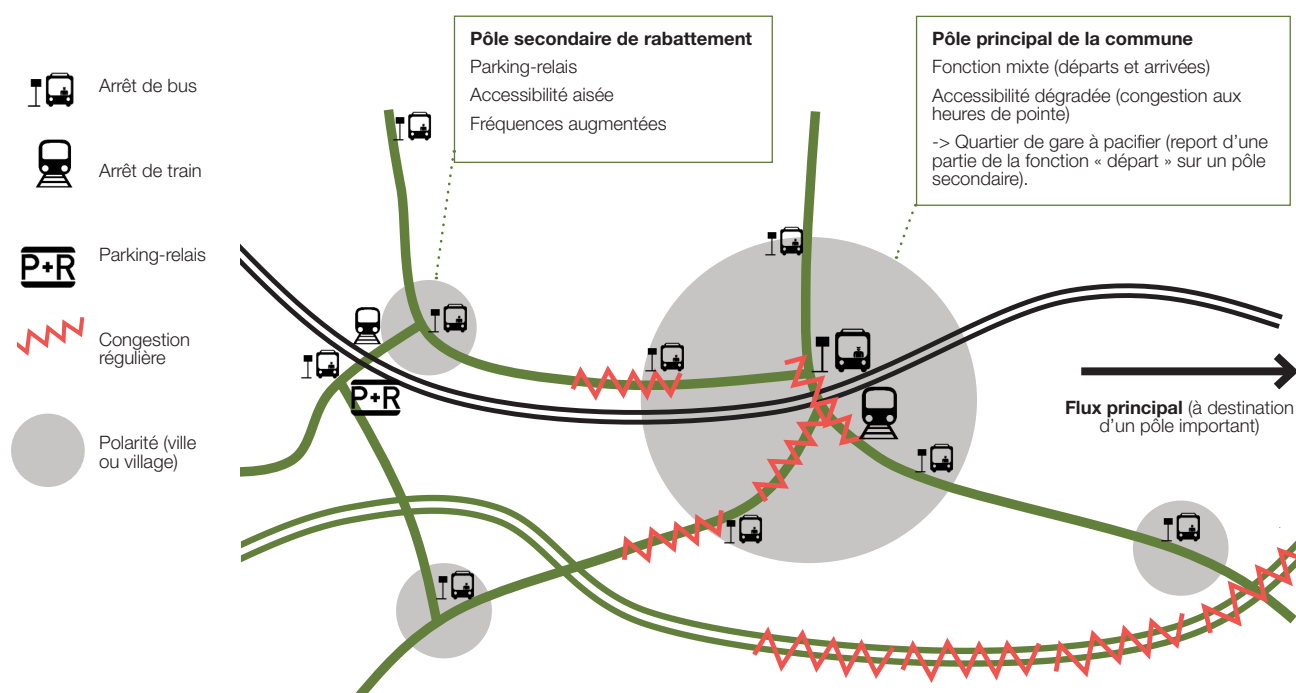 Arrêt de bus
Arrêt de train
P+R
Parking-relais
Congestion
régulière
Polarité (ville
ou village)
Pôle secondaire de rabattement
Parking-relais
Accessibilité aisée
Fréquences augmentées
Pôle principal de la commune
Fonction mixte (départs et arrivées)
Accessibilité dégradée (congestion aux
heures de pointe)
-> Quartier de gare à pacifier (report d’une
partie de la fonction « départ » sur un pôle
secondaire).
P+R
Flux principal (à destination
d’un pôle important)